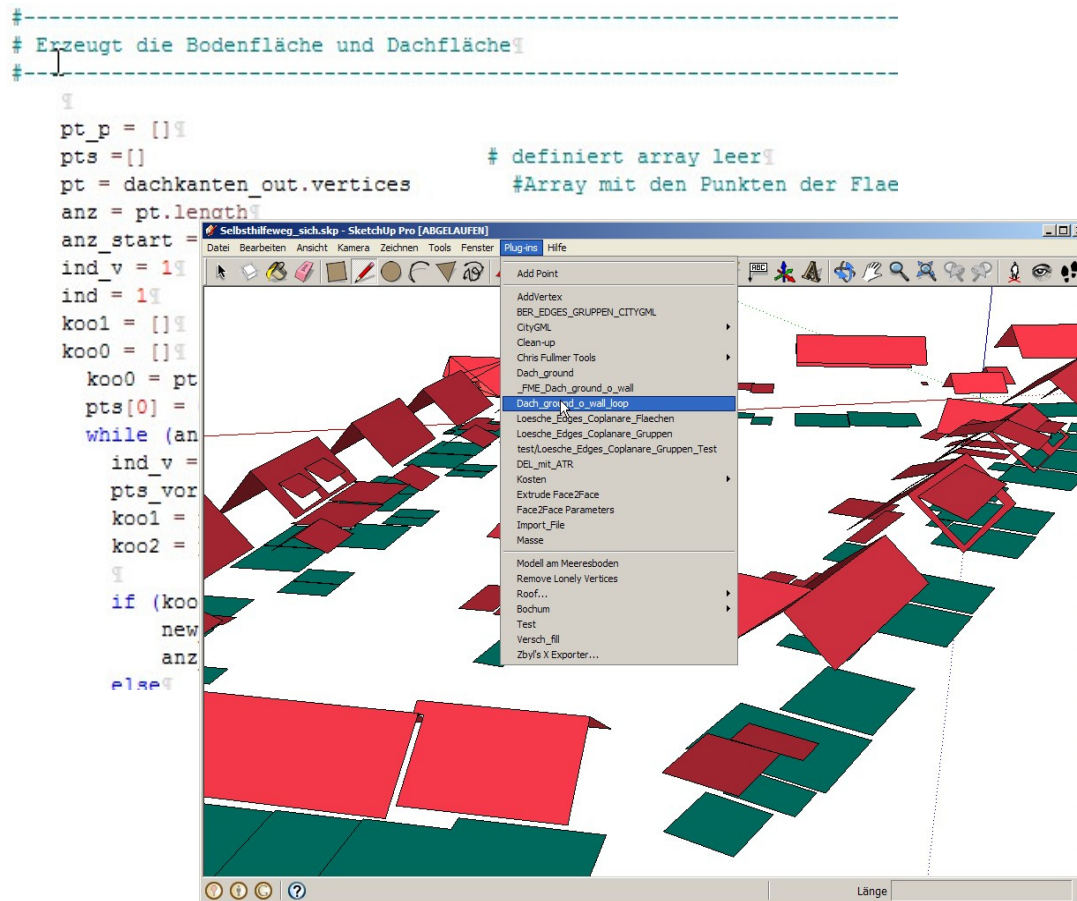 #------------------------------------------------------------
# Erzeugt die Bodenfläche und Dachfläche¶
#------------------------------------------------------------
¶
pt_p = []¶
pts =[] # definiert array leer¶
pt = dachkanten_out.vertices #Array mit den Punkten der Flae
anz = pt.length¶
anz_start =
ind_v = 1¶
ind = 1¶
koo1 = []¶
koo0 = []¶
koo0 = pt
pts[0] =
while (an
ind_v =
pts_vor
koo1 =
koo2 =
¶
if (koo
new
anz
else¶
Selbsthilfeweg_sich.skp - SketchUp Pro [ABGELAUFEN]
Datei Bearbeiten Ansicht Kamera Zeichnen Tools Fenster Plug-ins Hilfe
ABC
Add Point
AddVertex
BER_EDGES_GRUPPEN_CITYGML
CityGML
Clean-up
Chris Fullmer Tools
Dach_ground
_FME_Dach_ground_o_wall
Dach_ground_o_wall_loop
Loesche_Edges_Coplanare_Flaechen
Loesche_Edges_Coplanare_Gruppen
test/Loesche_Edges_Coplanare_Gruppen_Test
DEL_mit_ATR
Kosten
Extrude Face2Face
Face2Face Parameters
Import_File
Masse
Modell am Meeresboden
Remove Lonely Vertices
Roof...
Bochum
Test
Versch_fill
Zbyl's X Exporter...
Länge